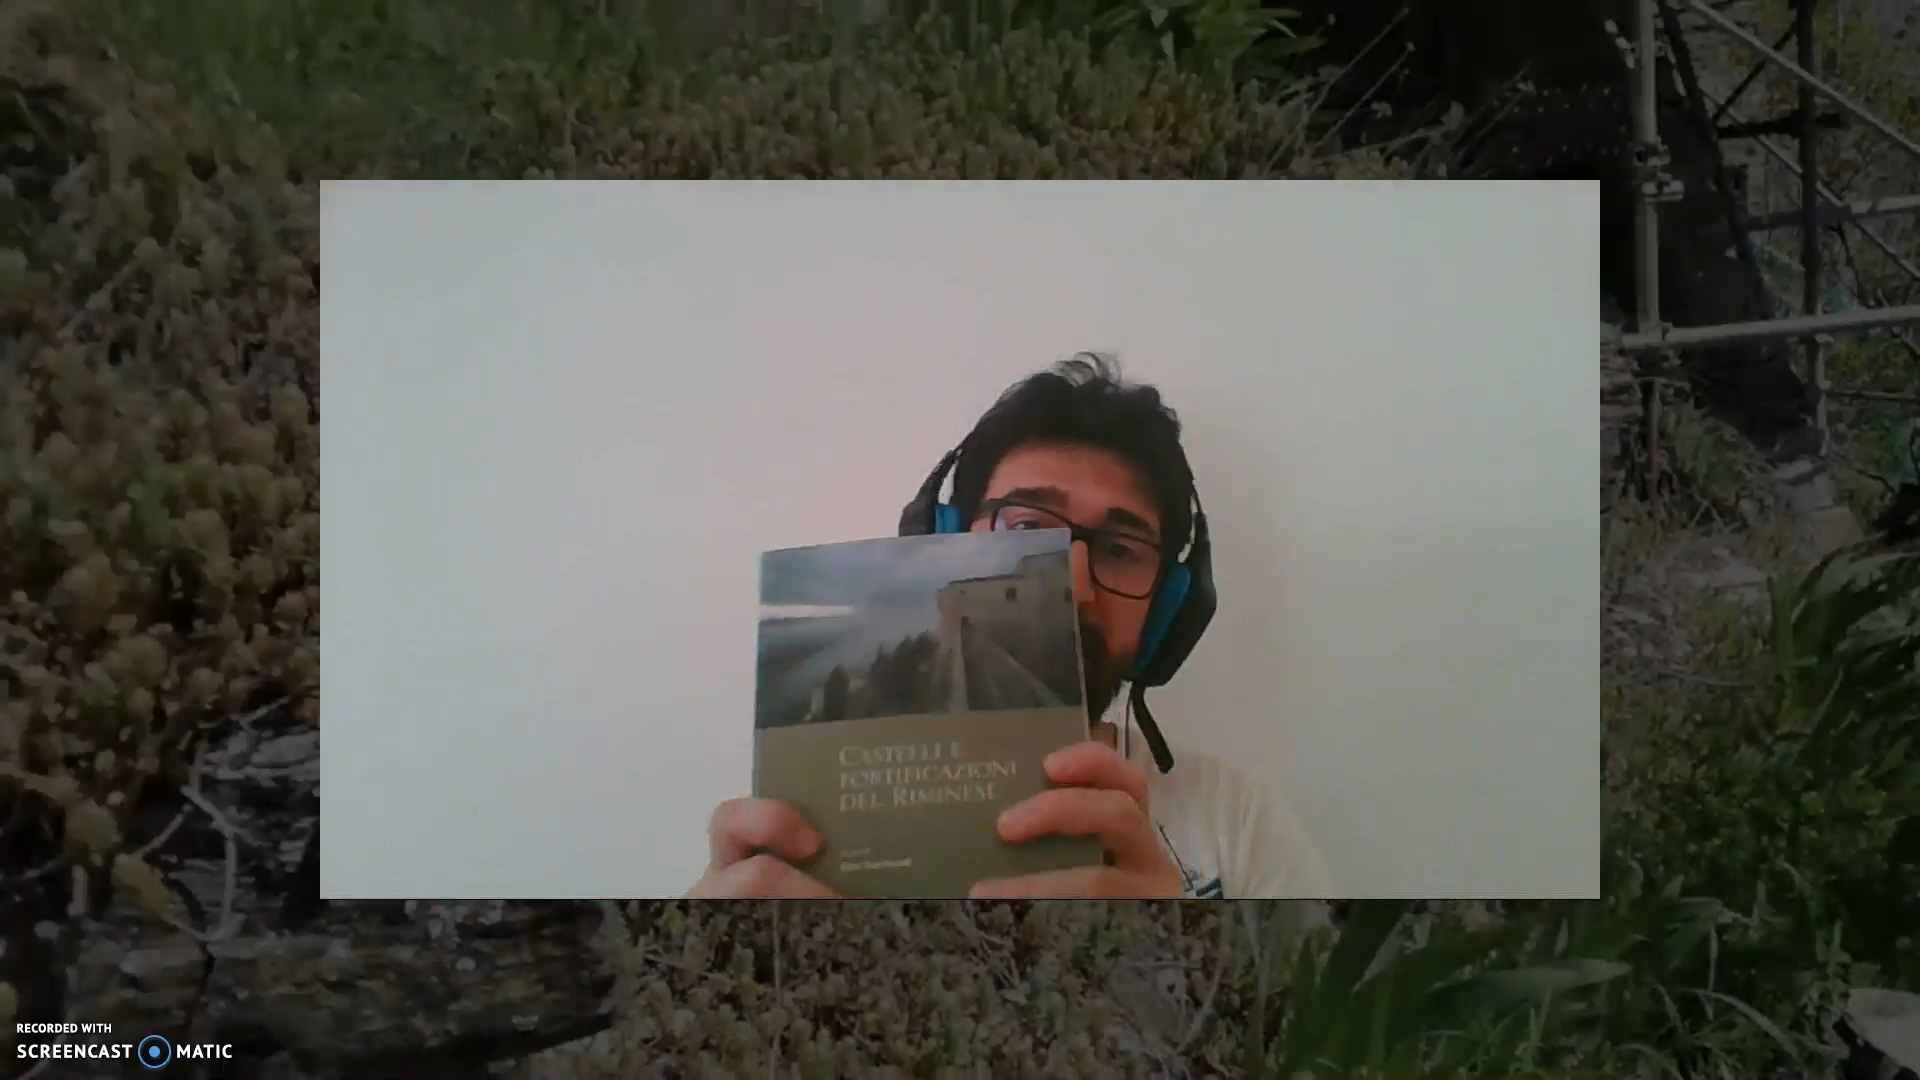 CASTELLI E
FORTIFICAZIONI
DEL RIMINESE
RECORDED WITH
SCREENCAST MATIC